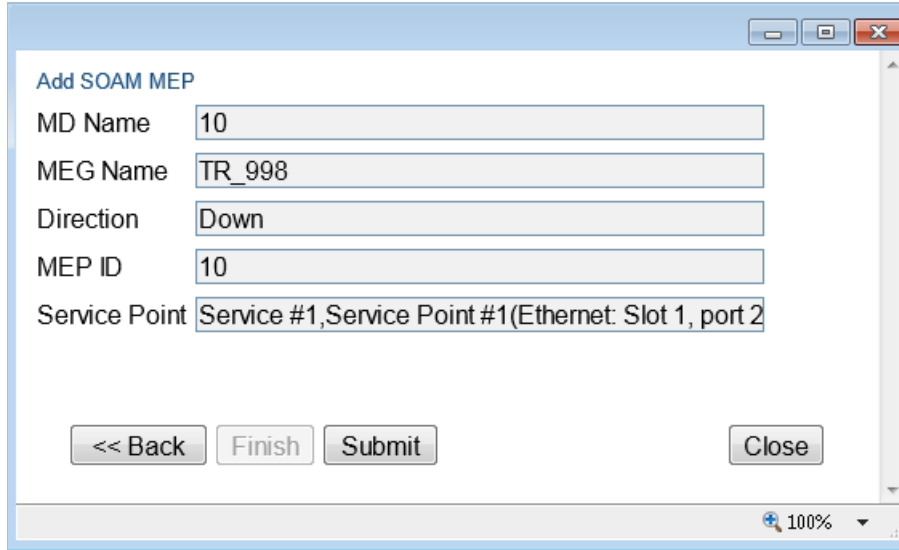 Add SOAM MEP
MD Name 10
MEG Name TR_998
Direction Down
MEP ID 10
Service Point Service #1,Service Point #1(Ethernet: Slot 1, port 2
<< Back Finish Submit Close
100%